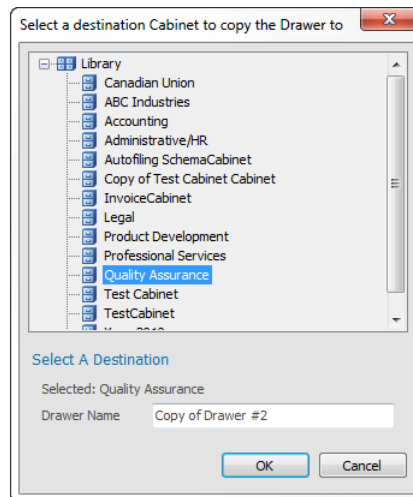 Select a destination Cabinet to copy the Drawer to
Library
Canadian Union
ABC Industries
Accounting
Administrative/HR
Autofiling SchemaCabinet
Copy of Test Cabinet Cabinet
InvoiceCabinet
Legal
Product Development
Professional Services
Quality Assurance
Test Cabinet
TestCabinet
Select A Destination
Selected: Quality Assurance
Drawer Name Copy of Drawer #2
OK Cancel